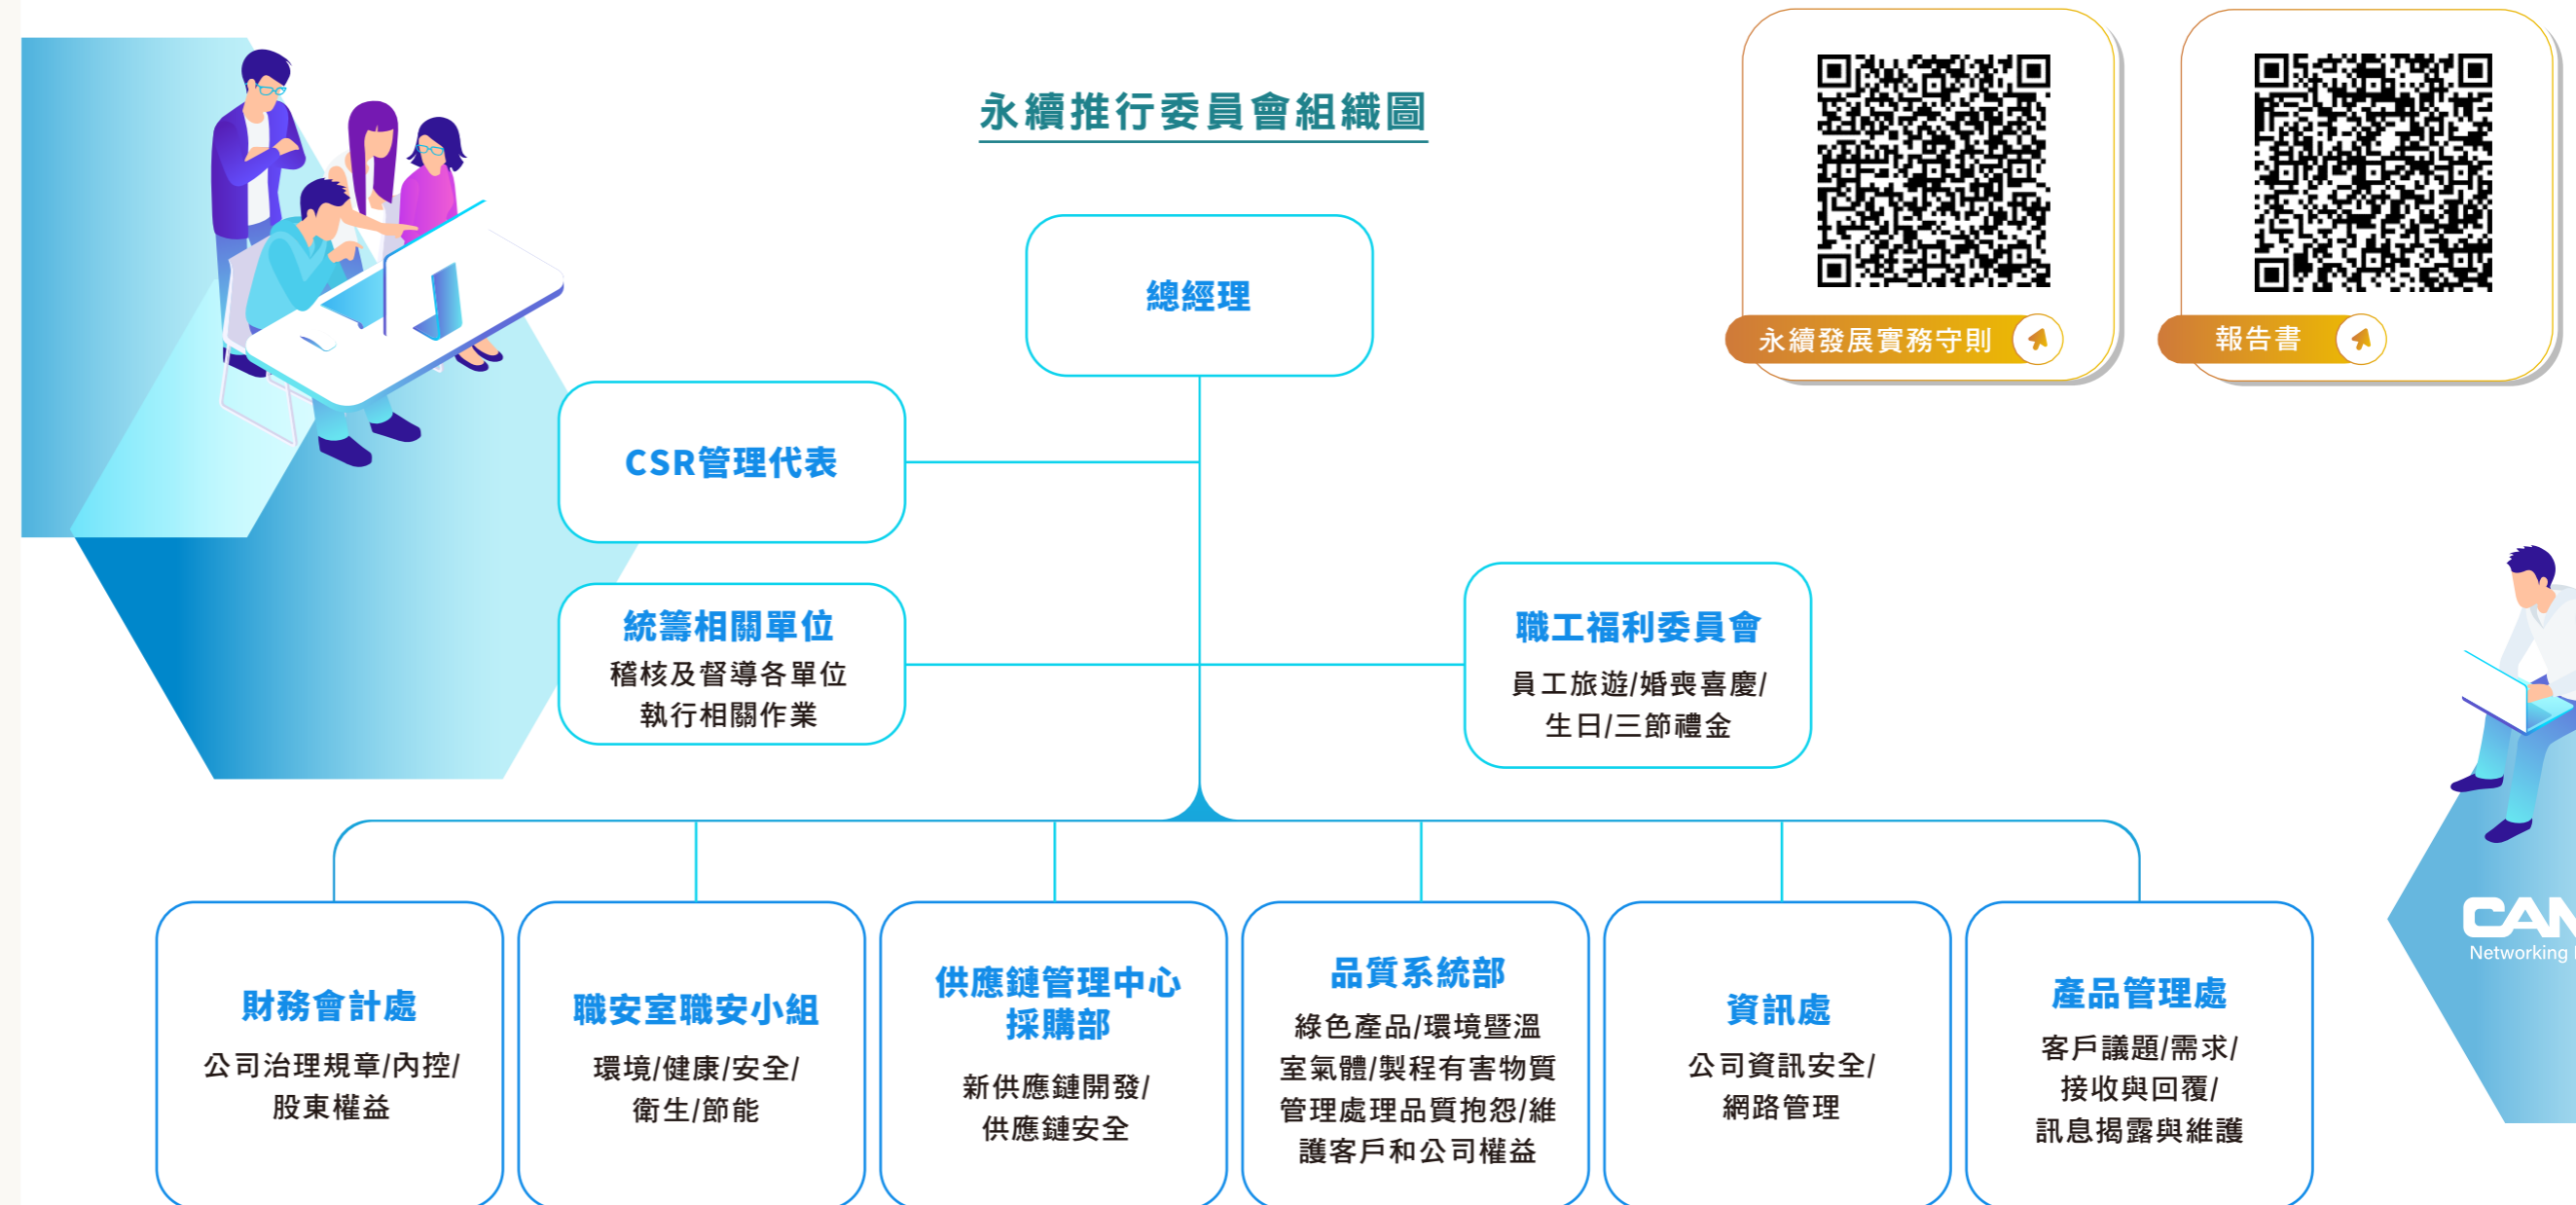 永續推行委員會組織圖
永續發展實務守則
報告書
總經理
CSR管理代表
統籌相關單位
稽核及督導各單位
執行相關作業
職工福利委員會
員工旅遊/婚喪喜慶/
生日/三節禮金
財務會計處
公司治理規章/內控/
股東權益
職安室職安小組
環境/健康/安全/
衛生/節能
供應鏈管理中心
採購部
新供應鏈開發/
供應鏈安全
品質系統部
綠色產品/環境暨溫
室氣體/製程有害物質
管理處理品質抱怨/維
護客戶和公司權益
資訊處
公司資訊安全/
網路管理
產品管理處
客戶議題/需求/
接收與回覆/
訊息揭露與維護
CAN
Networking